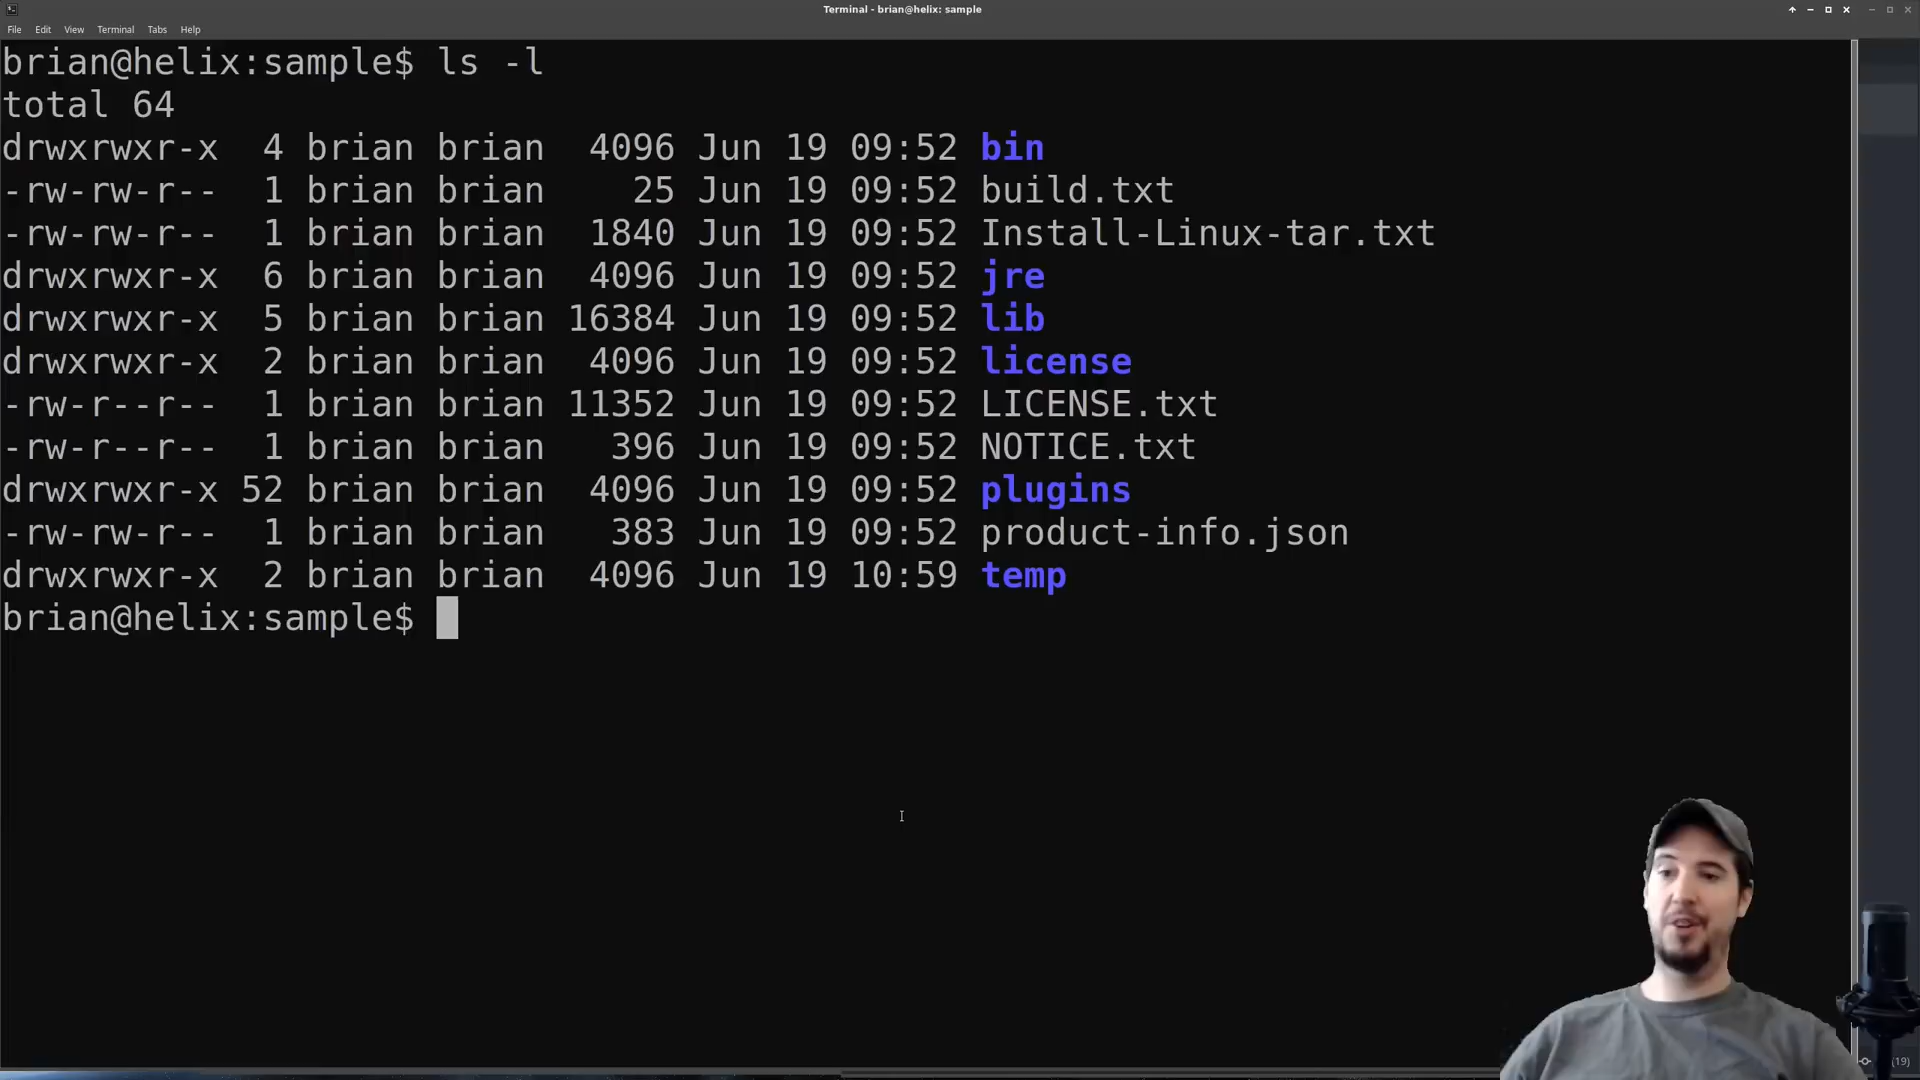 Terminal - brian@helix: sample
File Edit View Terminal Tabs Help
brian@helix:sample$ ls -l
total 64
drwxrwxr-x  4 brian brian  4096 Jun 19 09:52 bin
-rw-rw-r--  1 brian brian    25 Jun 19 09:52 build.txt
-rw-rw-r--  1 brian brian  1840 Jun 19 09:52 Install-Linux-tar.txt
drwxrwxr-x  6 brian brian  4096 Jun 19 09:52 jre
drwxrwxr-x  5 brian brian 16384 Jun 19 09:52 lib
drwxrwxr-x  2 brian brian  4096 Jun 19 09:52 license
-rw-r--r--  1 brian brian 11352 Jun 19 09:52 LICENSE.txt
-rw-r--r--  1 brian brian   396 Jun 19 09:52 NOTICE.txt
drwxrwxr-x 52 brian brian  4096 Jun 19 09:52 plugins
-rw-rw-r--  1 brian brian   383 Jun 19 09:52 product-info.json
drwxrwxr-x  2 brian brian  4096 Jun 19 10:59 temp
brian@helix:sample$
(19)